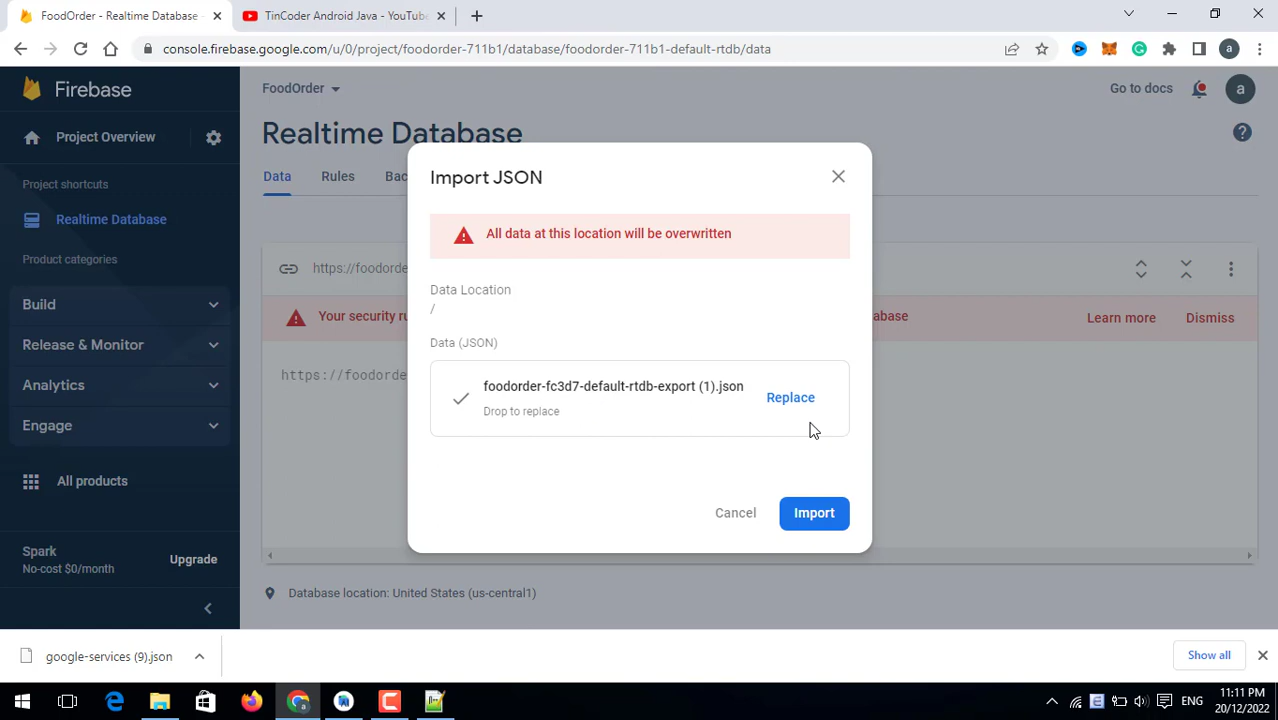 FoodOrder - Realtime Database -
TinCoder Android Java - YouTube
console.firebase.google.com/u/0/project/foodorder-711b1/database/foodorder-711b1-default-rtdb/data
a
Firebase
FoodOrder
Go to docs
a
Project Overview
Realtime Database
Project shortcuts
Data
Rules
Bac
Realtime Database
Product categories
Build
Release & Monitor
Analytics
Engage
All products
Spark
No-cost $0/month
Upgrade
Import JSON
All data at this location will be overwritten
Data Location
/
Data (JSON)
foodorder-fc3d7-default-rtdb-export (1).json
Replace
Drop to replace
Cancel
Import
https://foodorde
Your security ru
abase
Learn more
Dismiss
https://foodorde
Database location: United States (us-central1)
google-services (9).json
Show all
ENG
11:11 PM
20/12/2022